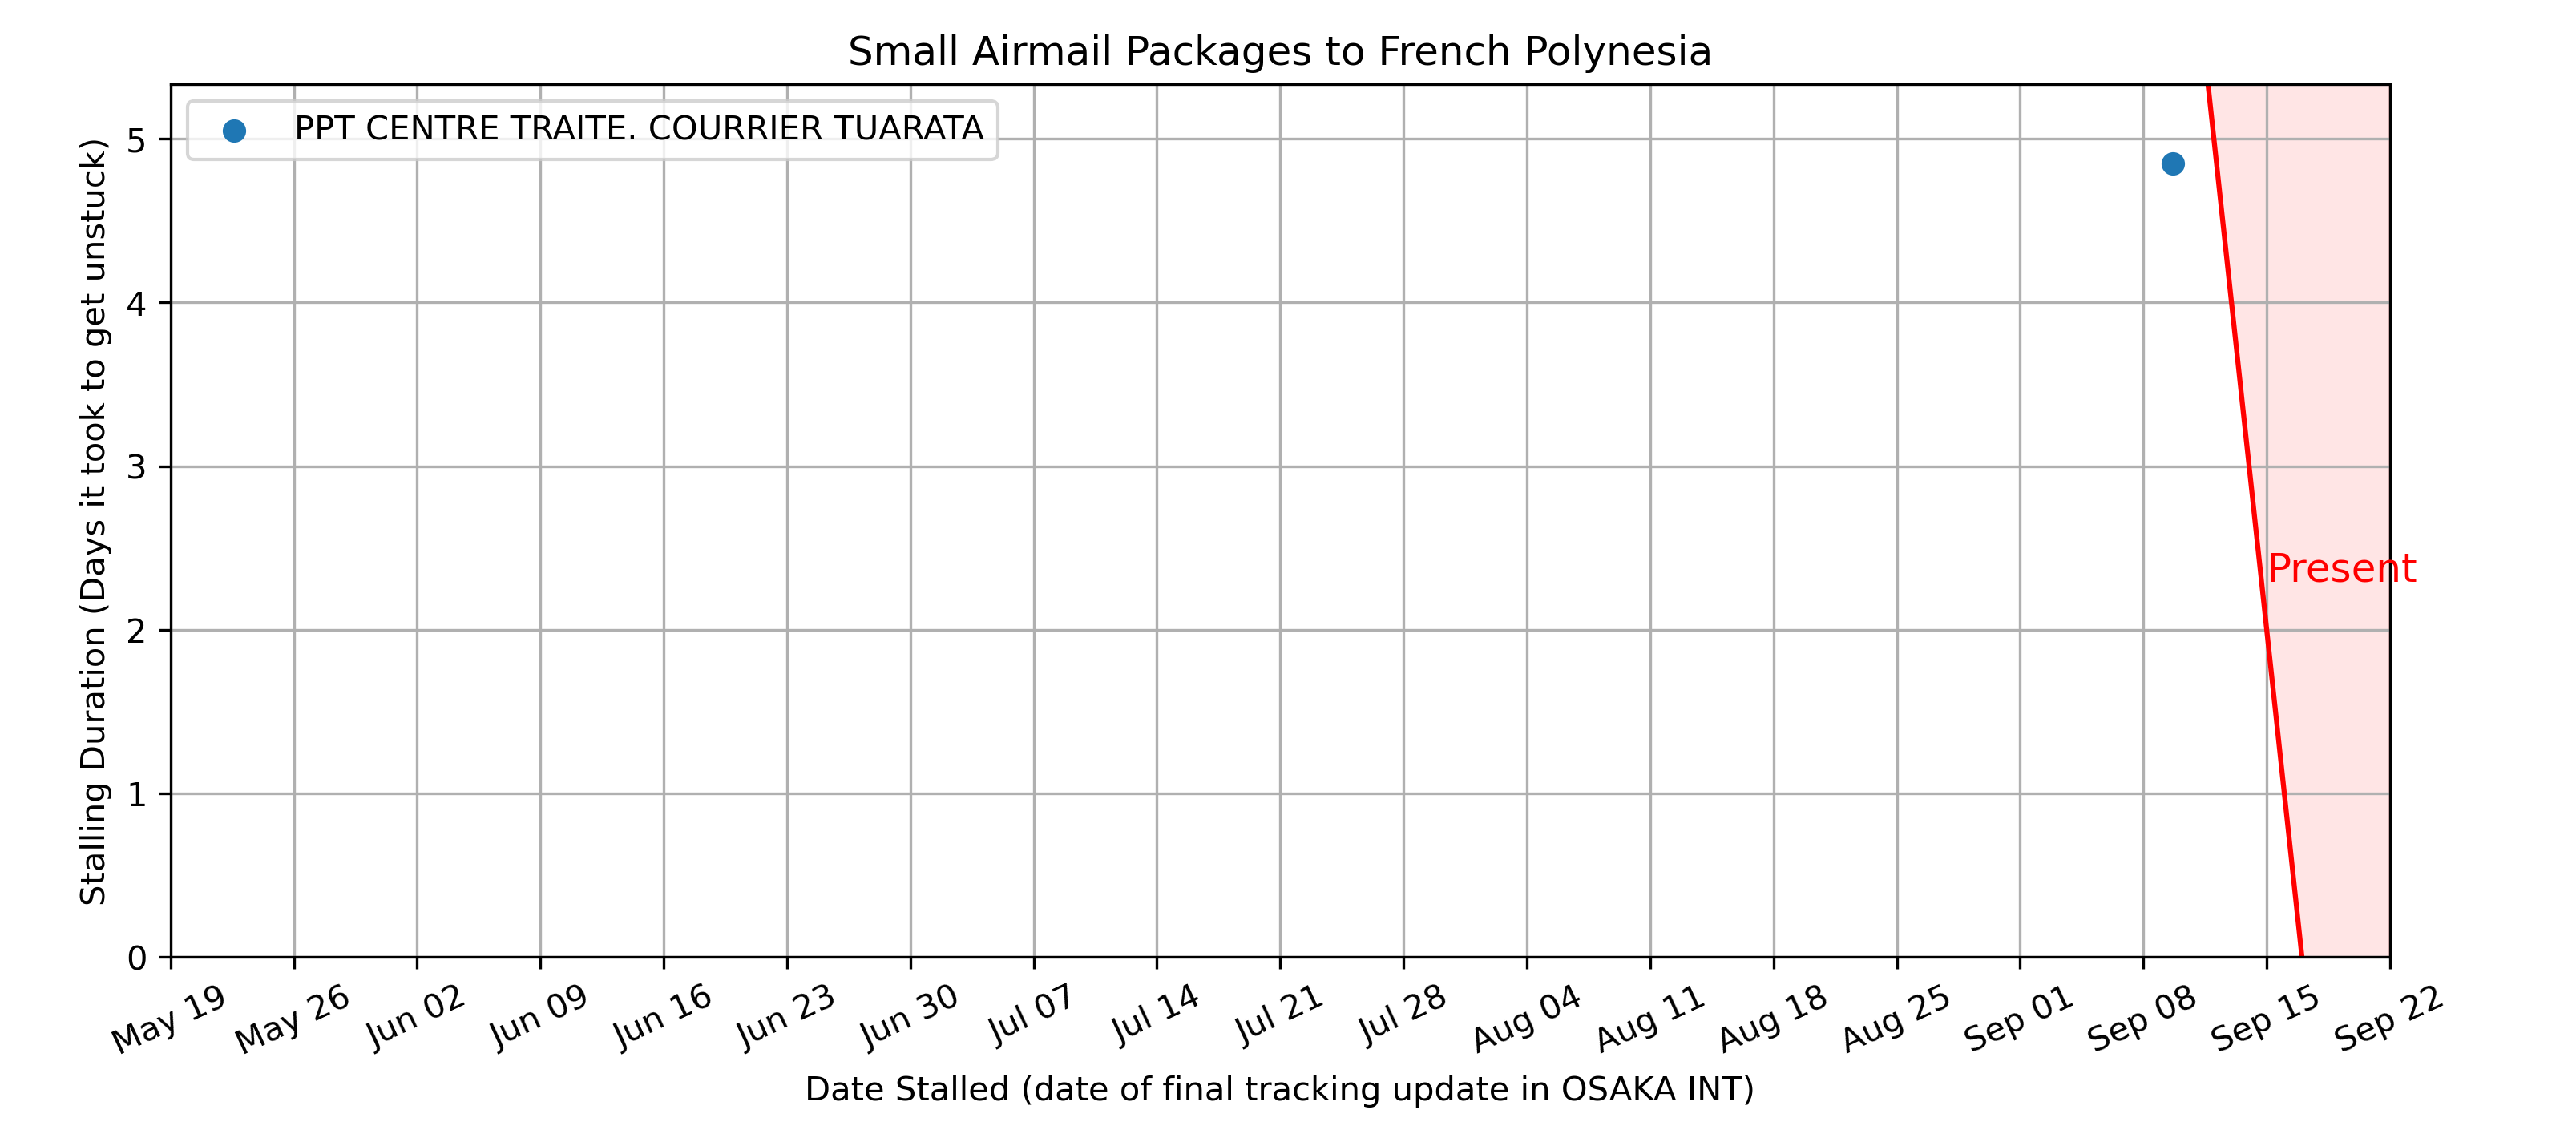 Small Airmail Packages to French Polynesia
PPT CENTRE TRAITE. COURRIER TUARATA
Stalling Duration (Days it took to get unstuck)
5
4
3
2
1
0
Present
May 19 May 26 Jun 02 Jun 09 Jun 16 Jun 23 Jun 30 Jul 07 Jul 14 Jul 21 Jul 28 Aug 04 Aug 11 Aug 18 Aug 25 Sep 01 Sep 08 Sep 15 Sep 22
Date Stalled (date of final tracking update in OSAKA INT)